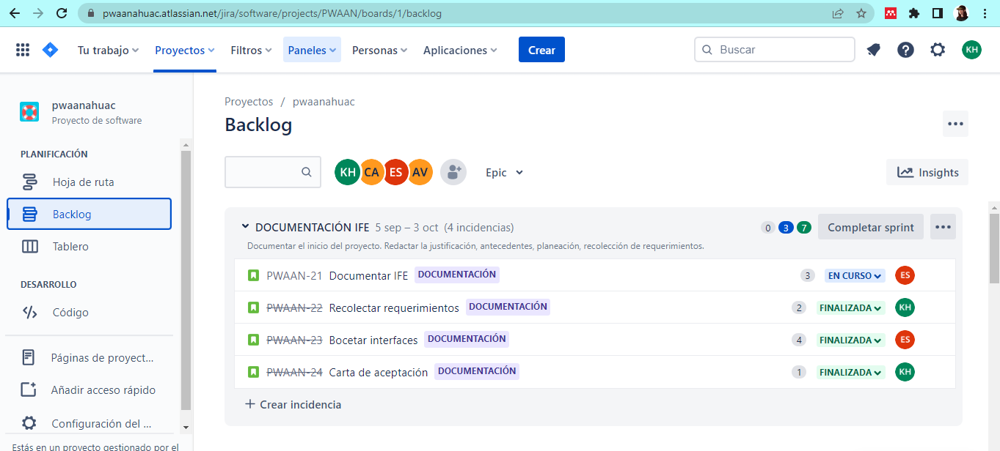 pwaanahuac.atlassian.net/jira/software/projects/PWAAN/boards/1/backlog
Tu trabajo Proyectos Filtros Paneles Personas Aplicaciones Crear Buscar KH
pwaanahuac
Proyecto de software
PLANIFICACIÓN
Hoja de ruta
Backlog
Tablero
DESARROLLO
Código
Páginas de proyect...
Añadir acceso rápido
Configuración del ...
Estás en un proyecto gestionado por el
Proyectos / pwaanahuac
Backlog
KH CA ES AV Epic Insights
DOCUMENTACIÓN IFE 5 sep – 3 oct (4 incidencias) 0 3 7 Completar sprint
Documentar el inicio del proyecto. Redactar la justificación, antecedentes, planeación, recolección de requerimientos.
PWAAN-21 Documentar IFE DOCUMENTACIÓN 3 EN CURSO ES
PWAAN-22 Recolectar requerimientos DOCUMENTACIÓN 2 FINALIZADA KH
PWAAN-23 Bocetar interfaces DOCUMENTACIÓN 4 FINALIZADA ES
PWAAN-24 Carta de aceptación DOCUMENTACIÓN 1 FINALIZADA KH
+ Crear incidencia